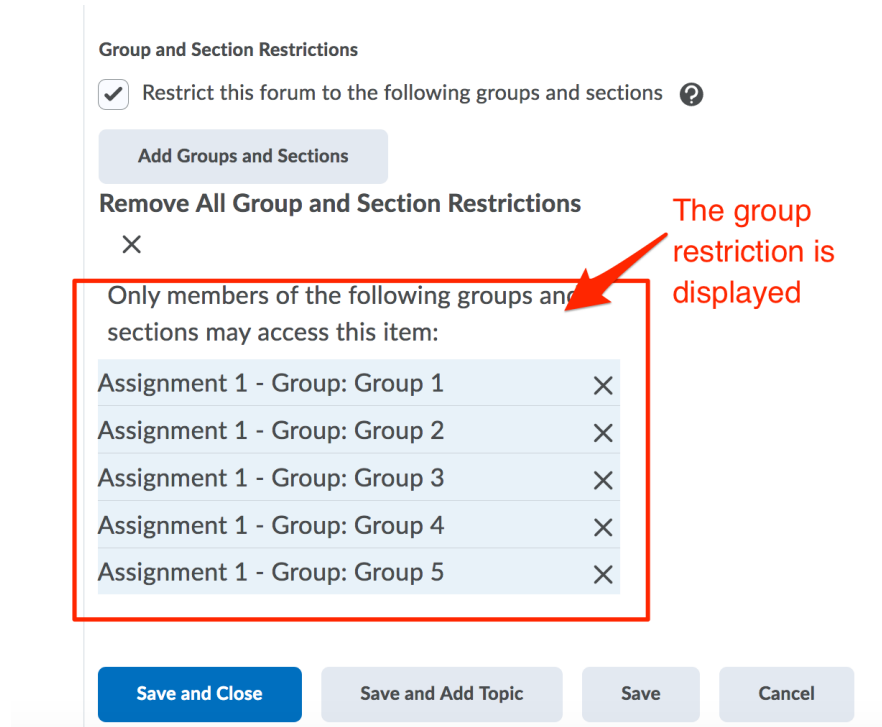 Group and Section Restrictions
Restrict this forum to the following groups and sections ?
Add Groups and Sections
Remove All Group and Section Restrictions
The group
restriction is
displayed
Only members of the following groups and
sections may access this item:
Assignment 1 - Group: Group 1
Assignment 1 - Group: Group 2
Assignment 1 - Group: Group 3
Assignment 1 - Group: Group 4
Assignment 1 - Group: Group 5
Save and Close Save and Add Topic Save Cancel